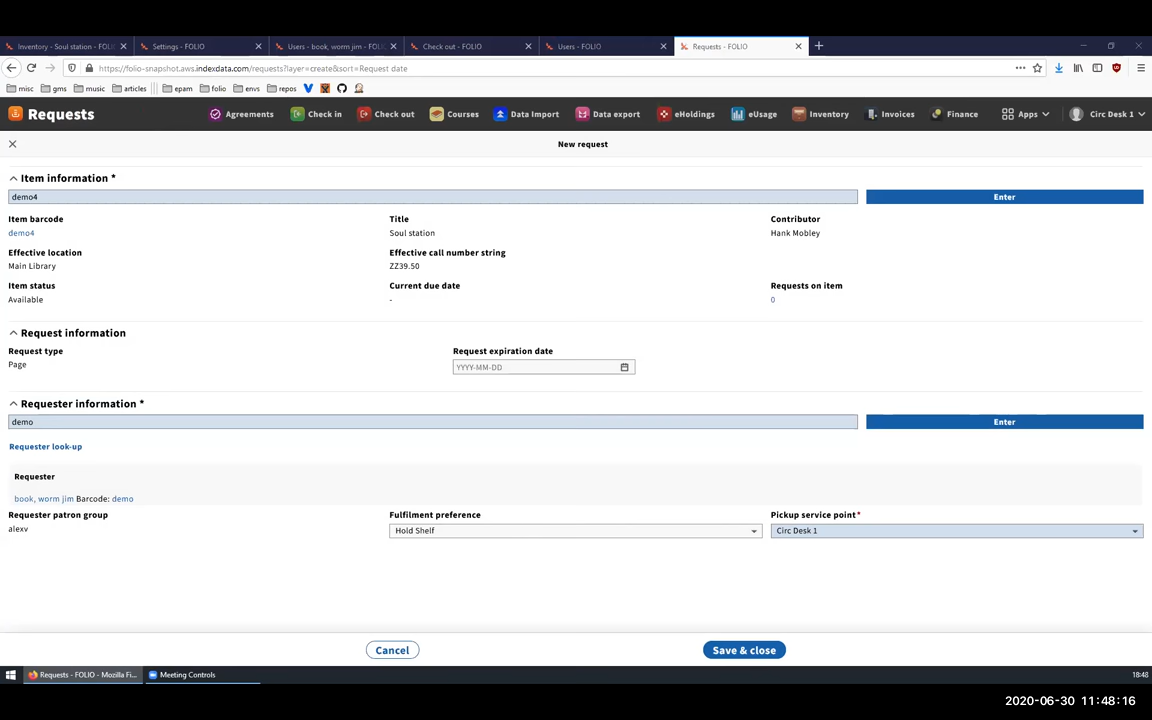 Inventory - Soul station - FOLI
Settings - FOLIO
Users - book, worm jim - FOLIO
Check out - FOLIO
Users - FOLIO
Requests - FOLIO
https://folio-snapshot.aws.indexdata.com/requests?layer=create&sort=Request date
misc gms music articles epam folio envs repos
Requests Agreements Check in Check out Courses Data Import Data export eHoldings eUsage Inventory Invoices Finance Apps Circ Desk 1
New request
Item information *
demo4 Enter
Item barcode Title Contributor
demo4 Soul station Hank Mobley
Effective location Effective call number string
Main Library ZZ39.50
Item status Current due date Requests on item
Available - 0
Request information
Request type Request expiration date
Page YYYY-MM-DD
Requester information *
demo Enter
Requester look-up
Requester
book, worm jim Barcode: demo
Requester patron group Fulfilment preference Pickup service point*
alexv Hold Shelf Circ Desk 1
Cancel Save & close
Requests - FOLIO - Mozilla Fi... Meeting Controls 18:48
2020-06-30 11:48:16